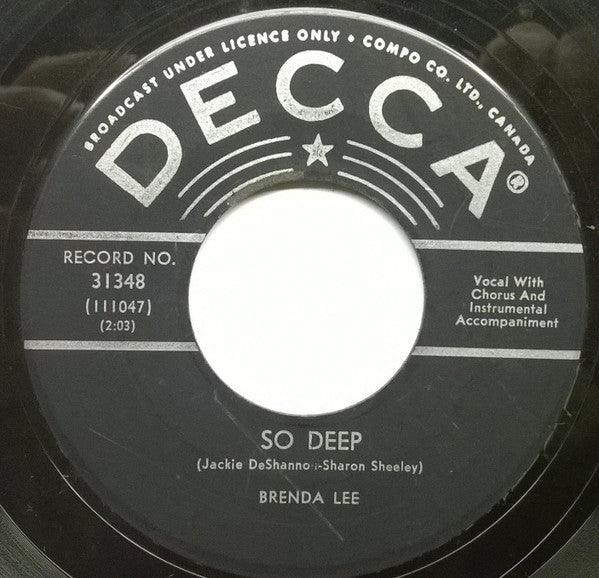 BROADCAST UNDER LICENCE ONLY • COMPO CO. LTD., CANADA
DECCA®
RECORD NO.
31348
(111047)
(2:03)
Vocal With
Chorus And
Instrumental
Accompaniment
SO DEEP
(Jackie DeShannon-Sharon Sheeley)
BRENDA LEE